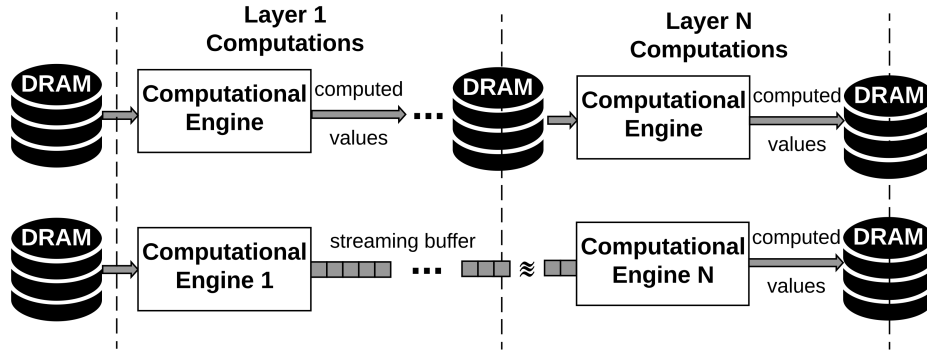 Layer 1
Computations
Layer N
Computations
DRAM
Computational
Engine
computed
values
...
DRAM
Computational
Engine
computed
values
DRAM
DRAM
Computational
Engine 1
streaming buffer
...
≋
Computational
Engine N
computed
values
DRAM